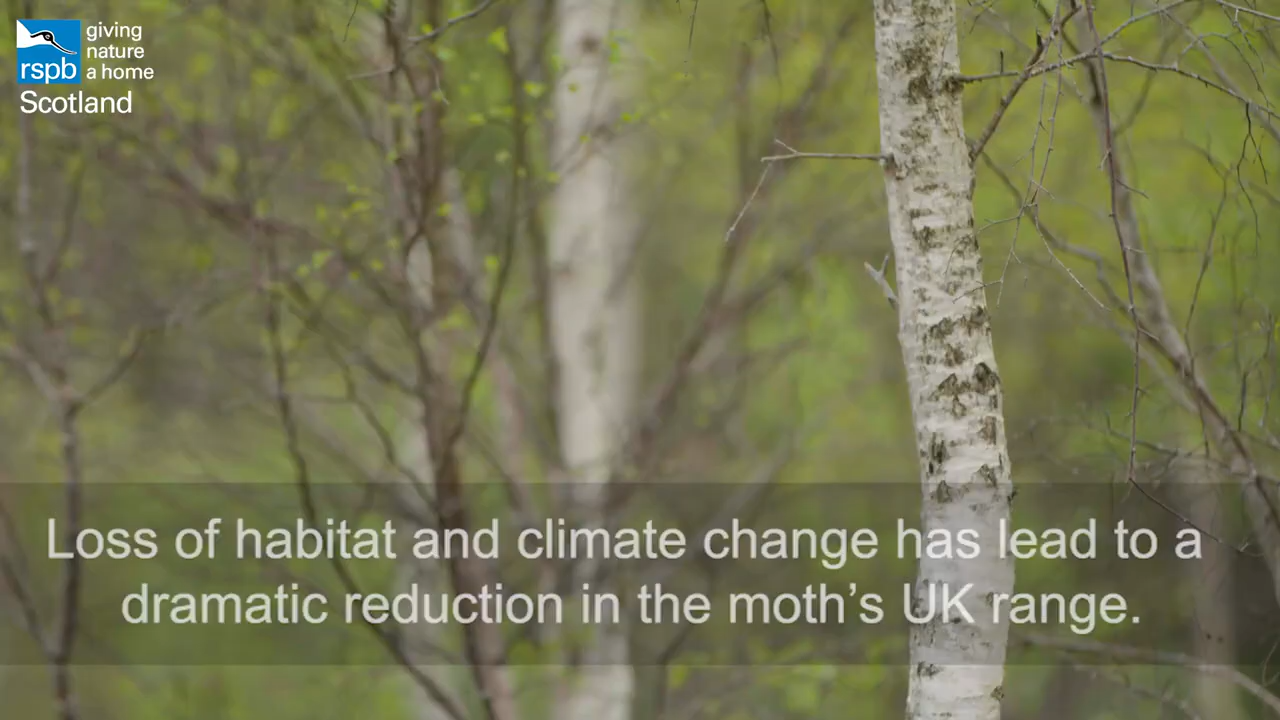 giving
nature
rspb a home
Scotland
Loss of habitat and climate change has lead to a
dramatic reduction in the moth’s UK range.